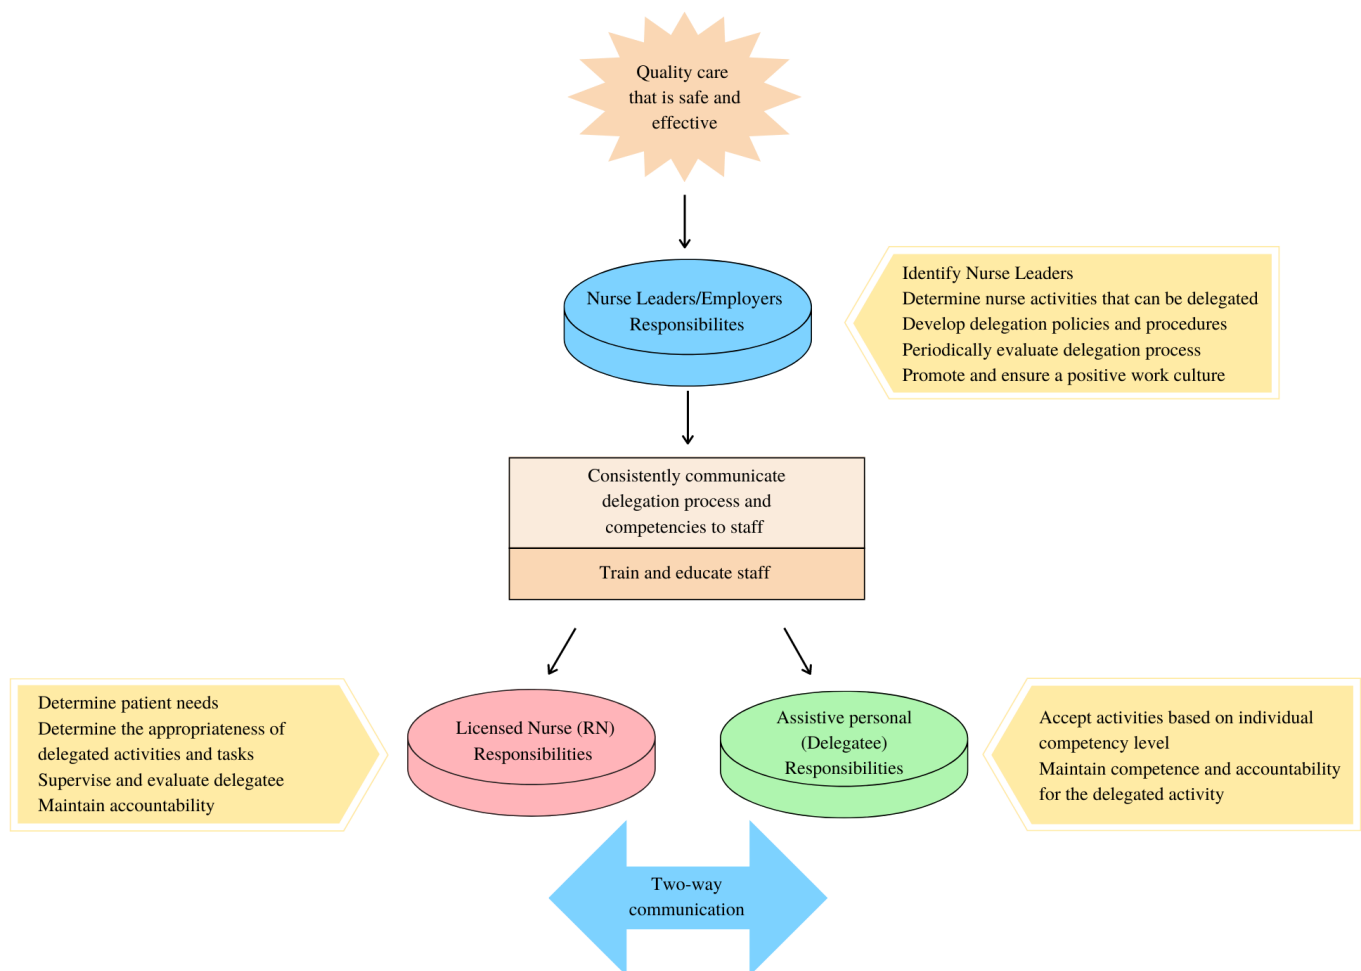 Quality care
that is safe and
effective
Nurse Leaders/Employers
Responsibilites
Identify Nurse Leaders
Determine nurse activities that can be delegated
Develop delegation policies and procedures
Periodically evaluate delegation process
Promote and ensure a positive work culture
Consistently communicate
delegation process and
competencies to staff
Train and educate staff
Determine patient needs
Determine the appropriateness of
delegated activities and tasks
Supervise and evaluate delegatee
Maintain accountability
Licensed Nurse (RN)
Responsibilities
Assistive personal
(Delegatee)
Responsibilities
Accept activities based on individual
competency level
Maintain competence and accountability
for the delegated activity
Two-way
communication